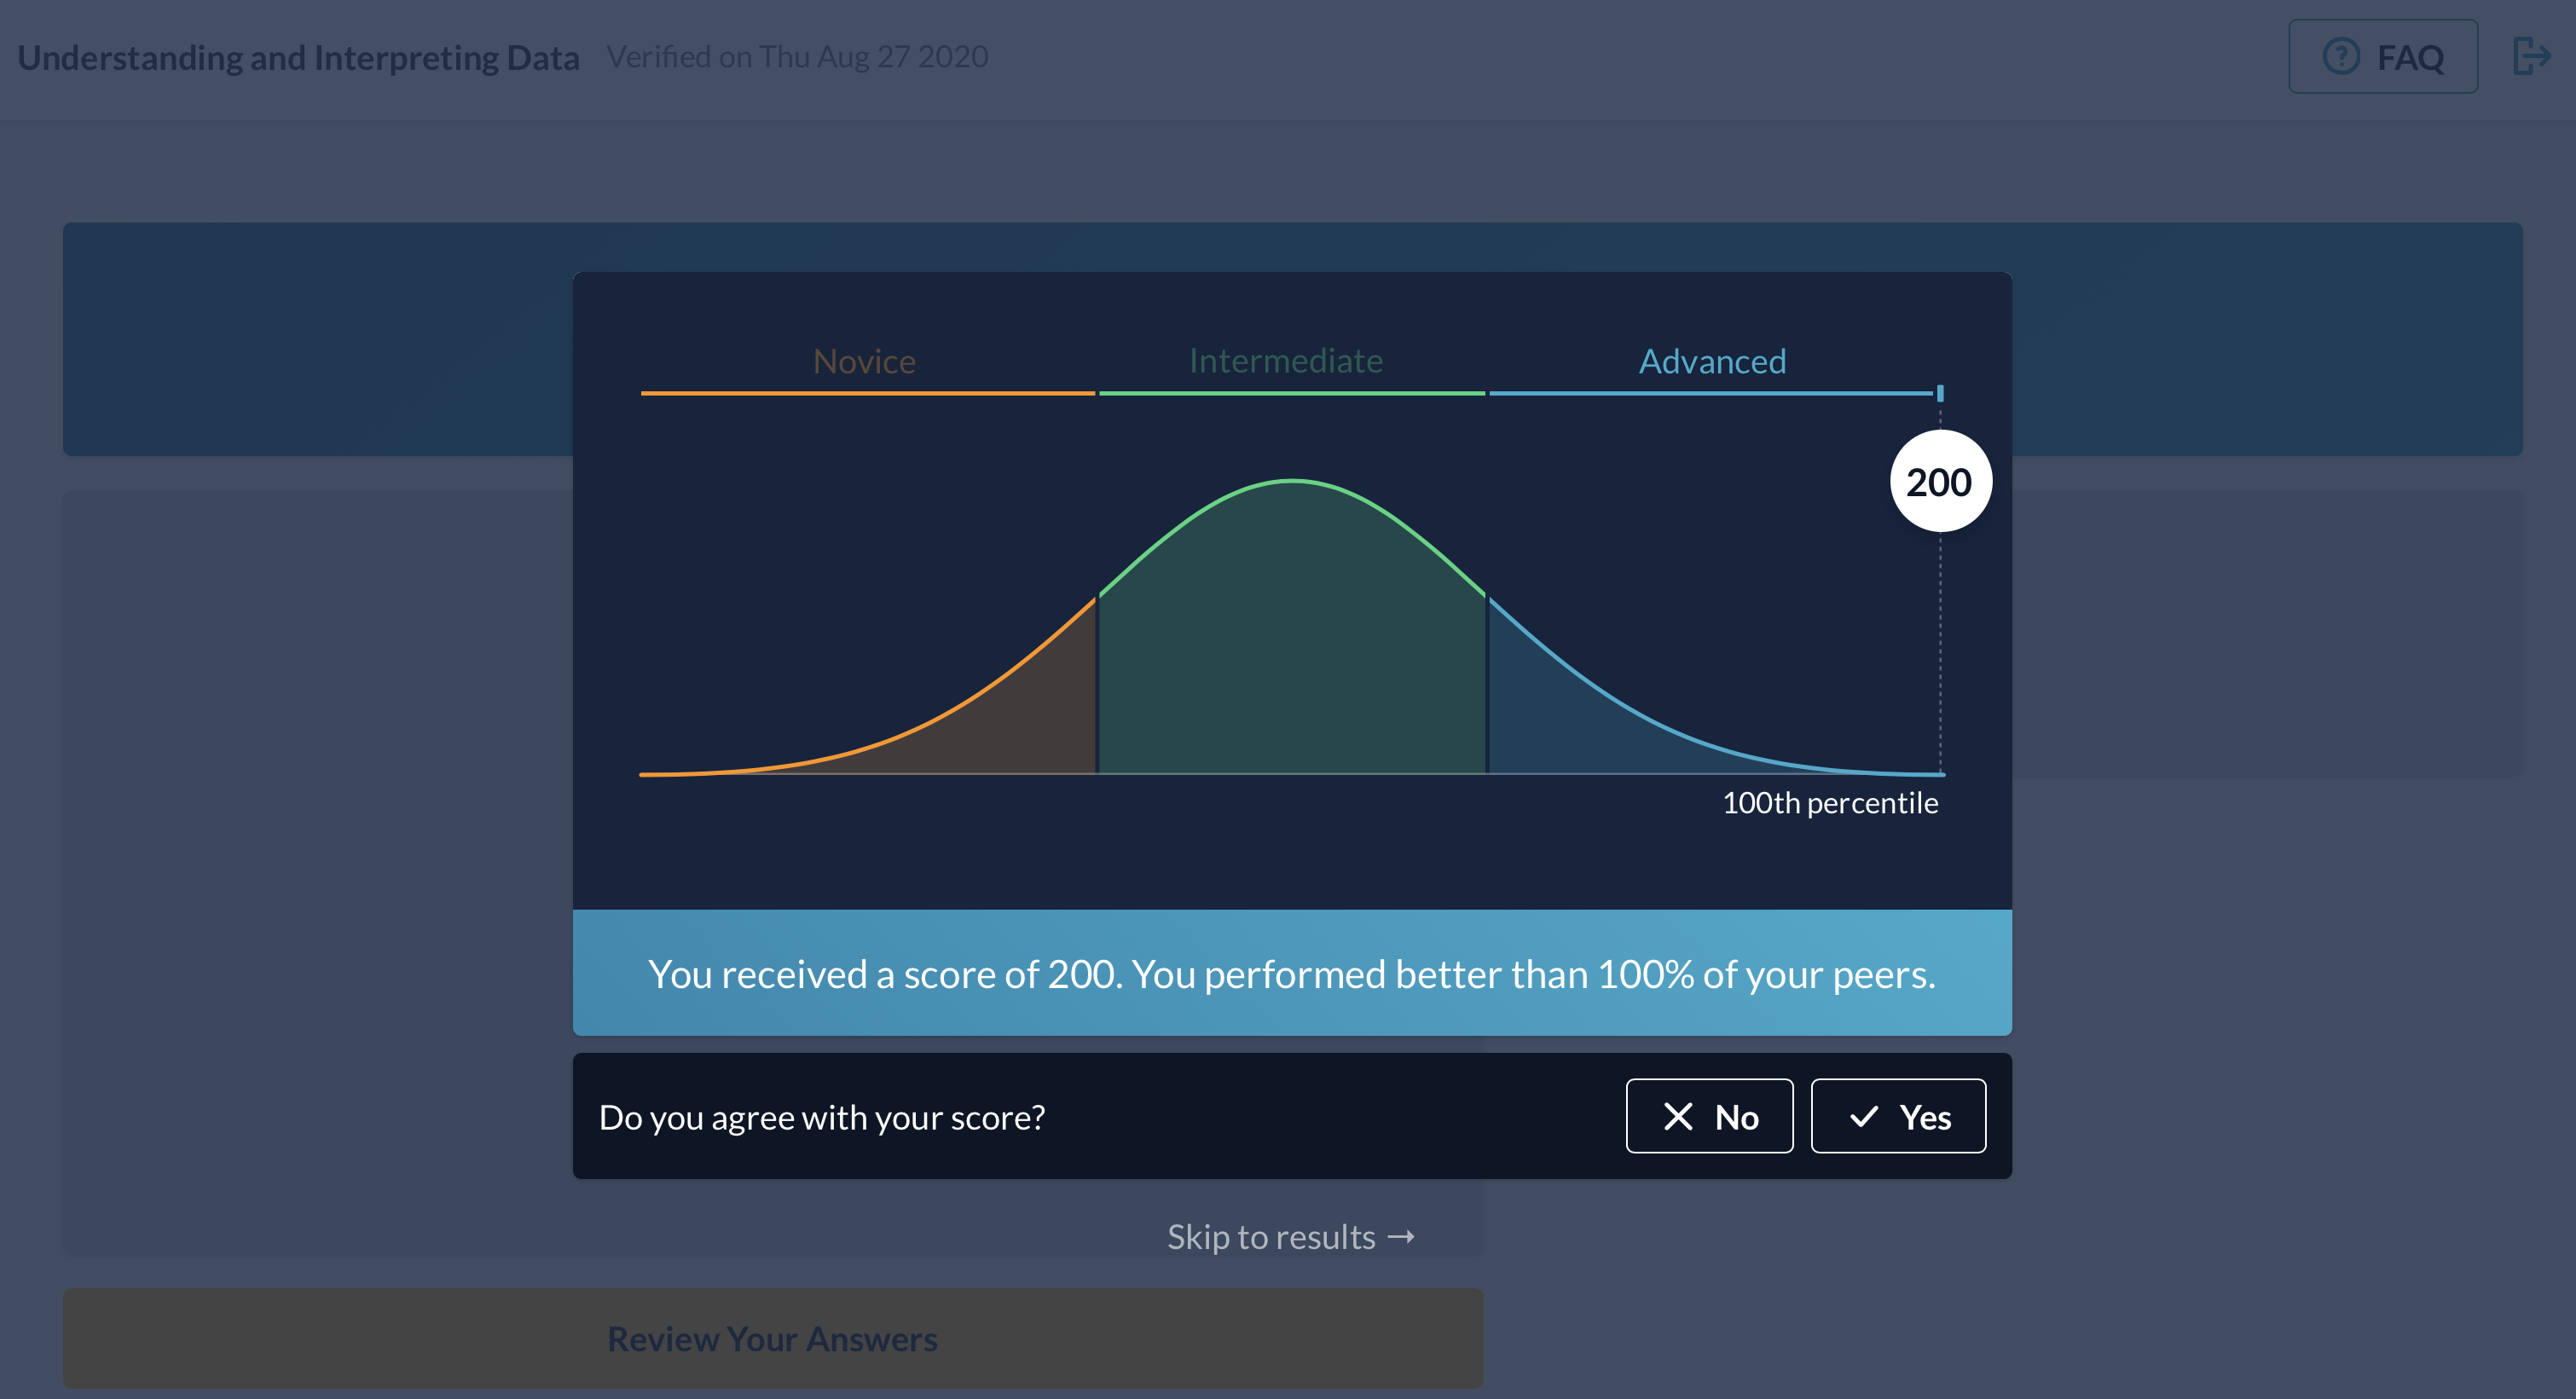 Understanding and Interpreting Data Verified on Thu Aug 27 2020 FAQ
Novice Intermediate Advanced
200
100th percentile
You received a score of 200. You performed better than 100% of your peers.
Do you agree with your score? No Yes
Skip to results →
Review Your Answers